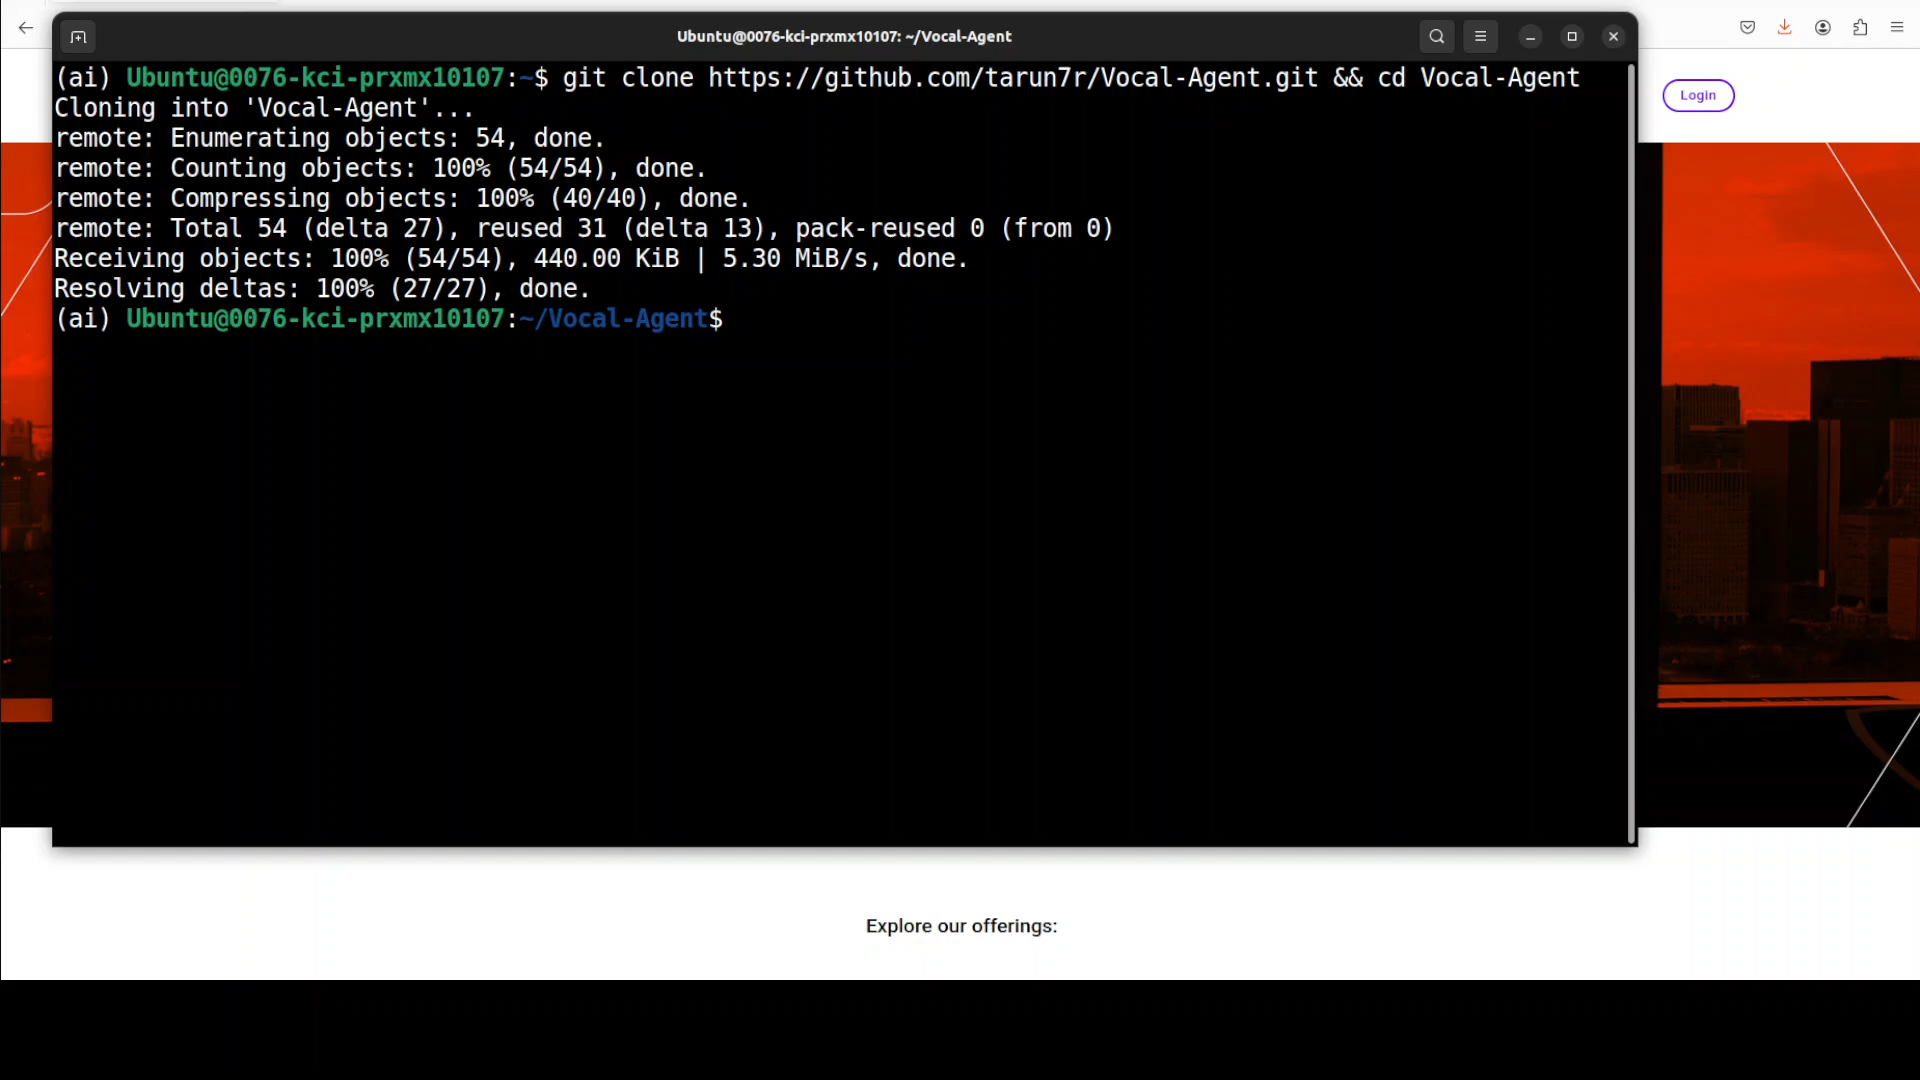 Ubuntu@0076-kci-prxmx10107: ~/Vocal-Agent
(ai) Ubuntu@0076-kci-prxmx10107:~$ git clone https://github.com/tarun7r/Vocal-Agent.git && cd Vocal-Agent
Cloning into 'Vocal-Agent'...
remote: Enumerating objects: 54, done.
remote: Counting objects: 100% (54/54), done.
remote: Compressing objects: 100% (40/40), done.
remote: Total 54 (delta 27), reused 31 (delta 13), pack-reused 0 (from 0)
Receiving objects: 100% (54/54), 440.00 KiB | 5.30 MiB/s, done.
Resolving deltas: 100% (27/27), done.
(ai) Ubuntu@0076-kci-prxmx10107:~/Vocal-Agent$
Login
Explore our offerings: